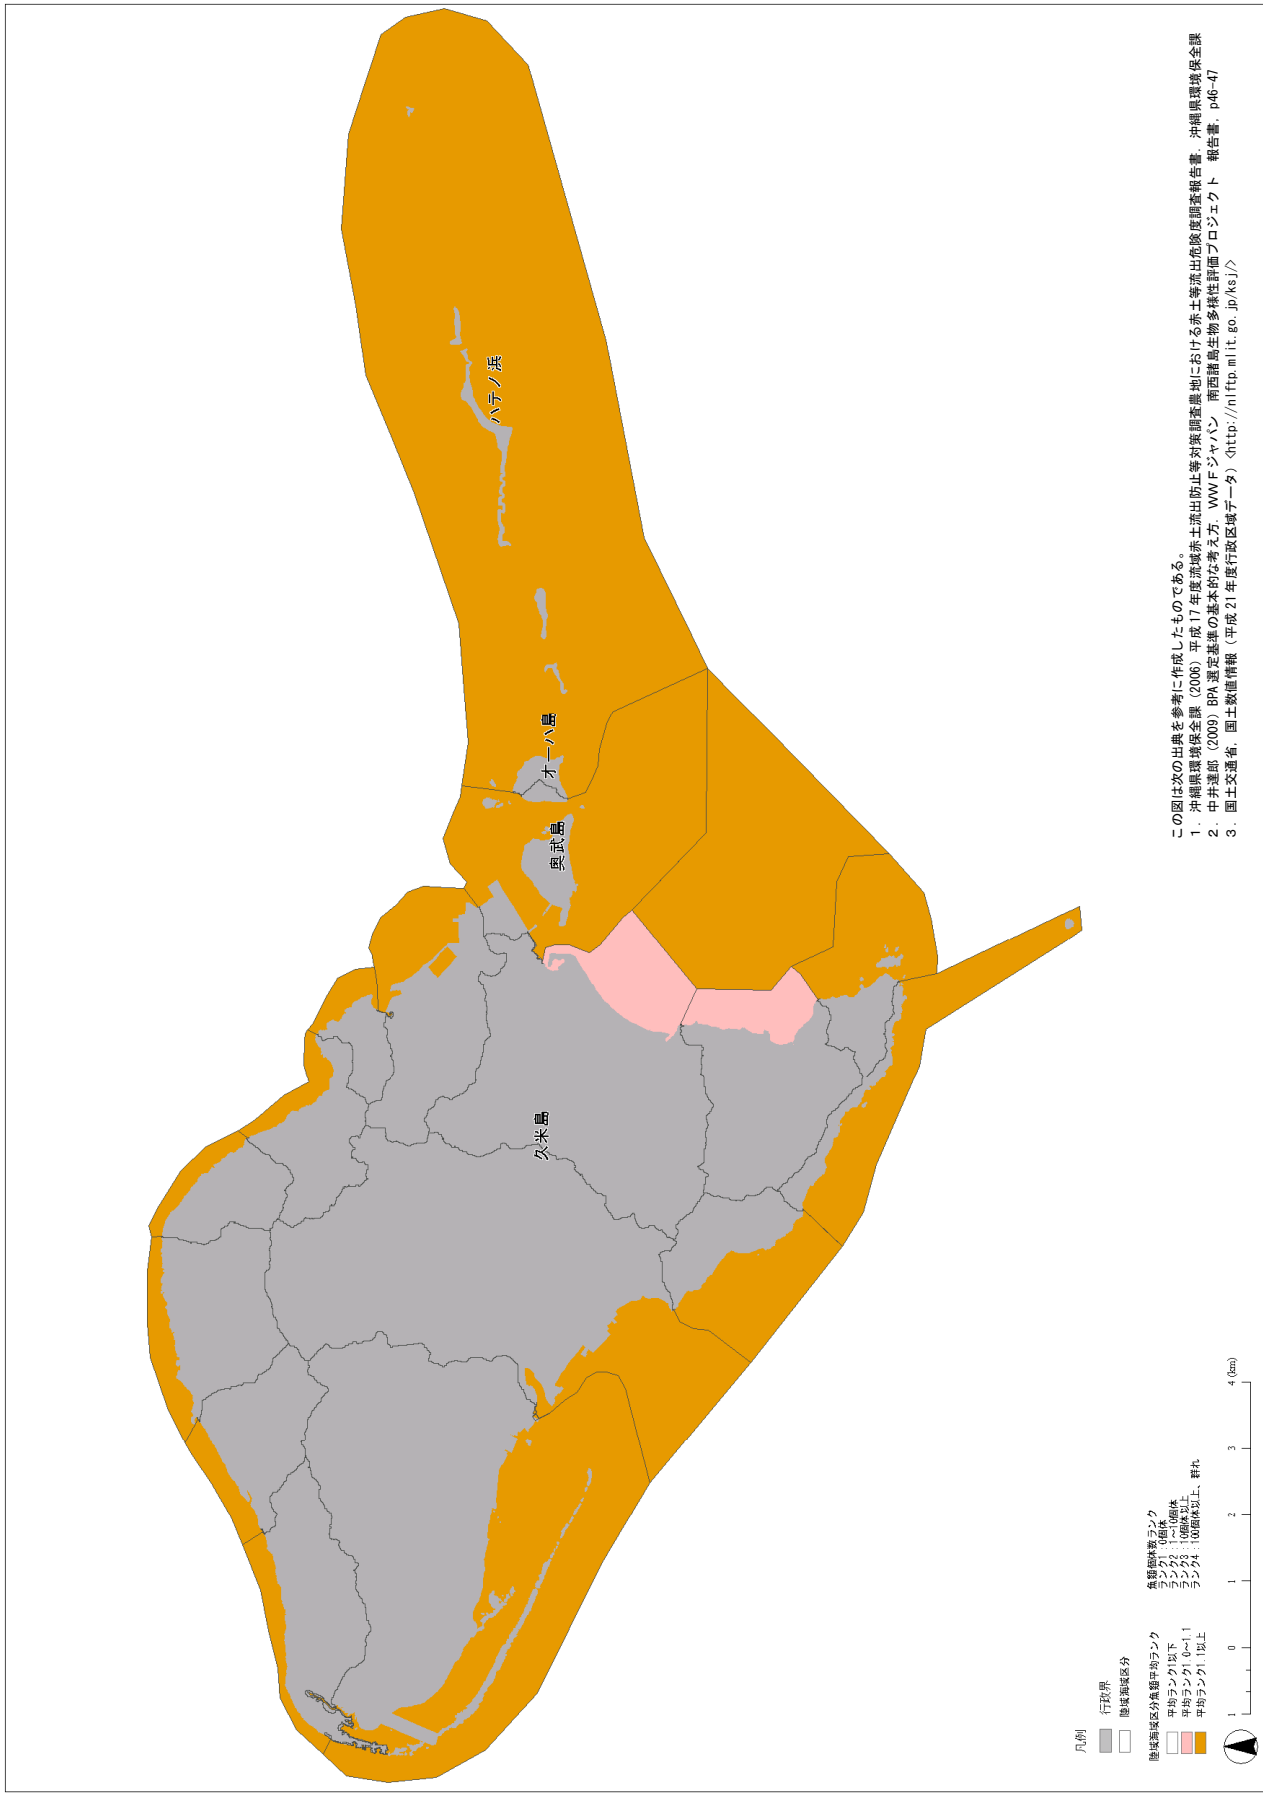 ハテノ浜
オーハ島
奥武島
久米島
この図は次の出典を参考に作成したものである。
1. 沖縄県環境保全課 (2006) 平成17年度流域赤土流出防止等対策調査農地における赤土等流出危険度調査報告書. 沖縄県環境保全課
2. 中井達郎 (2009) BPA 選定基準の基本的な考え方. WWFジャパン 南西諸島生物多様性評価プロジェクト 報告書, p46-47
3. 国土交通省, 国土数値情報 (平成21年度行政区域データ) <http://nlftp.mlit.go.jp/ksj/>
凡例
行政界
陸域海域区分
陸域海域区分魚類平均ランク
平均ランク1以下
平均ランク1.0~1.1
平均ランク1.1以上
魚類個体数ランク
ランク1:0個体
ランク2:1~10個体
ランク3:10個体以上
ランク4:100個体以上、群れ
1 0 1 2 3 4 (km)